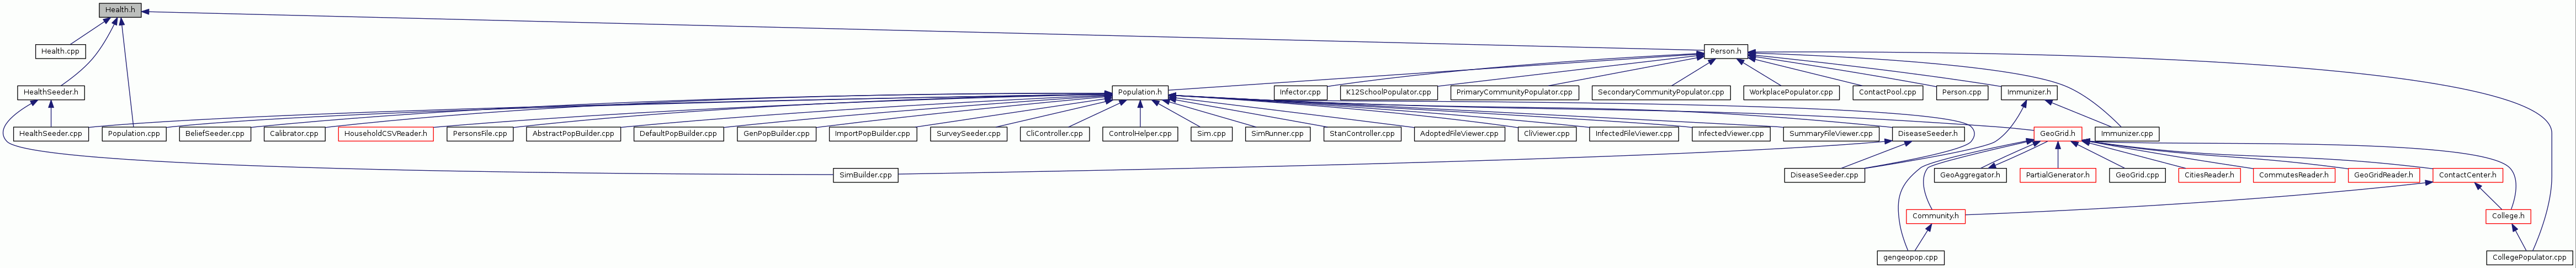 Health.h
Health.cpp
Person.h
HealthSeeder.h
Population.h
Infector.cpp
K12SchoolPopulator.cpp
PrimaryCommunityPopulator.cpp
SecondaryCommunityPopulator.cpp
WorkplacePopulator.cpp
ContactPool.cpp
Person.cpp
Immunizer.h
HealthSeeder.cpp
Population.cpp
BeliefSeeder.cpp
Calibrator.cpp
HouseholdCSVReader.h
PersonsFile.cpp
AbstractPopBuilder.cpp
DefaultPopBuilder.cpp
GenPopBuilder.cpp
ImportPopBuilder.cpp
SurveySeeder.cpp
CliController.cpp
ControlHelper.cpp
Sim.cpp
SimRunner.cpp
StanController.cpp
AdoptedFileViewer.cpp
CliViewer.cpp
InfectedFileViewer.cpp
InfectedViewer.cpp
SummaryFileViewer.cpp
DiseaseSeeder.h
GeoGrid.h
Immunizer.cpp
SimBuilder.cpp
DiseaseSeeder.cpp
GeoAggregator.h
PartialGenerator.h
GeoGrid.cpp
CitiesReader.h
CommutesReader.h
GeoGridReader.h
ContactCenter.h
Community.h
College.h
gengeopop.cpp
CollegePopulator.cpp